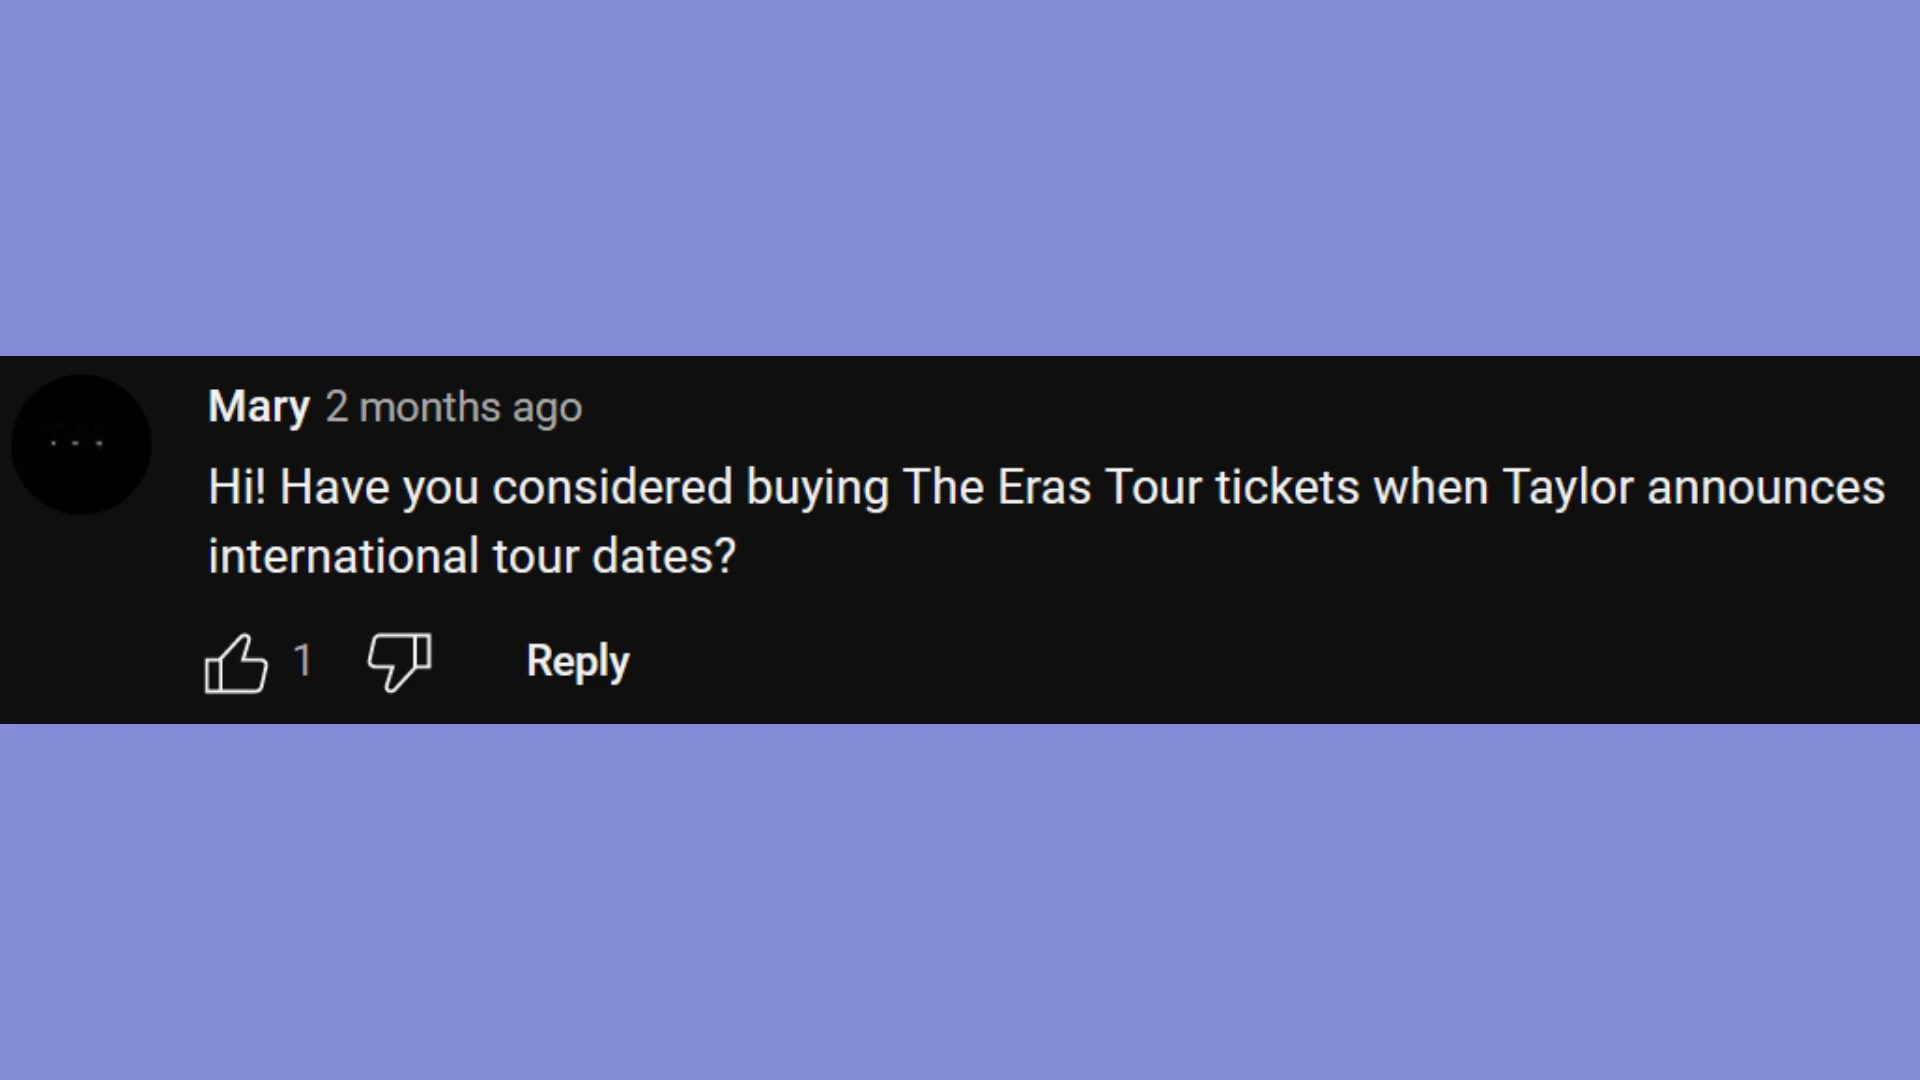 Mary 2 months ago
Hi! Have you considered buying The Eras Tour tickets when Taylor announces
international tour dates?
1 Reply